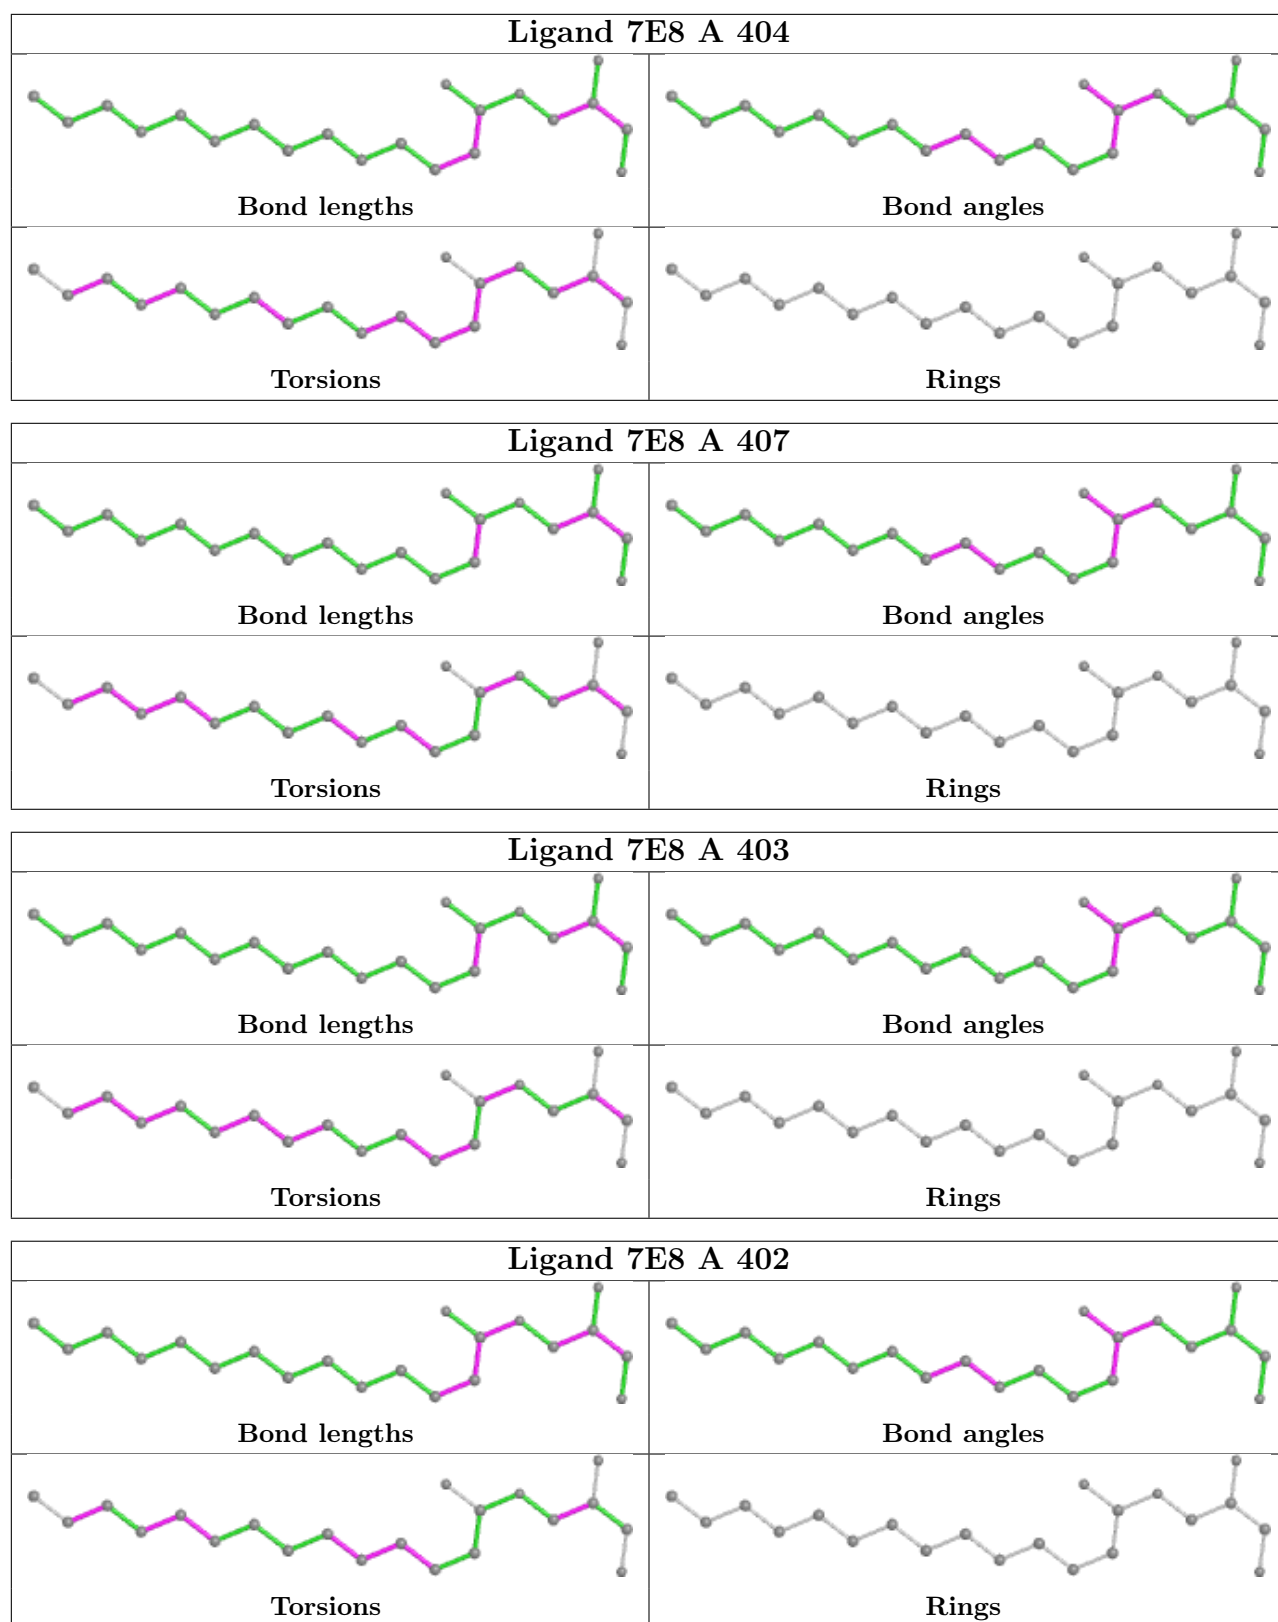 Ligand 7E8 A 404
Bond lengths
Bond angles
Torsions
Rings
Ligand 7E8 A 407
Bond lengths
Bond angles
Torsions
Rings
Ligand 7E8 A 403
Bond lengths
Bond angles
Torsions
Rings
Ligand 7E8 A 402
Bond lengths
Bond angles
Torsions
Rings